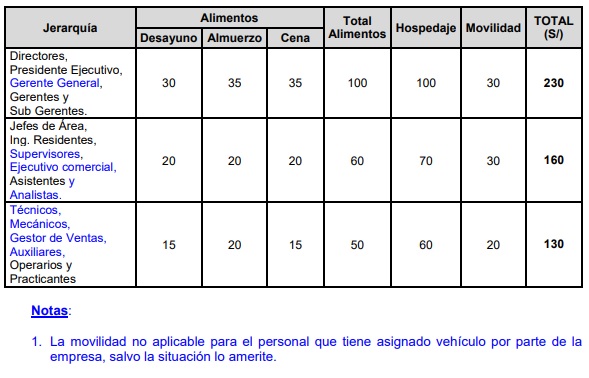 Jerarquía Alimentos Total Alimentos Hospedaje Movilidad TOTAL (S/)
Desayuno Almuerzo Cena
Directores,
Presidente Ejecutivo,
Gerente General,
Gerentes y
Sub Gerentes.
30 35 35 100 100 30 230
Jefes de Área,
Ing. Residentes,
Supervisores,
Ejecutivo comercial,
Asistentes y
Analistas.
20 20 20 60 70 30 160
Técnicos,
Mecánicos,
Gestor de Ventas,
Auxiliares,
Operarios y
Practicantes
15 20 15 50 60 20 130
Notas:
1. La movilidad no aplicable para el personal que tiene asignado vehículo por parte de la
empresa, salvo la situación lo amerite.